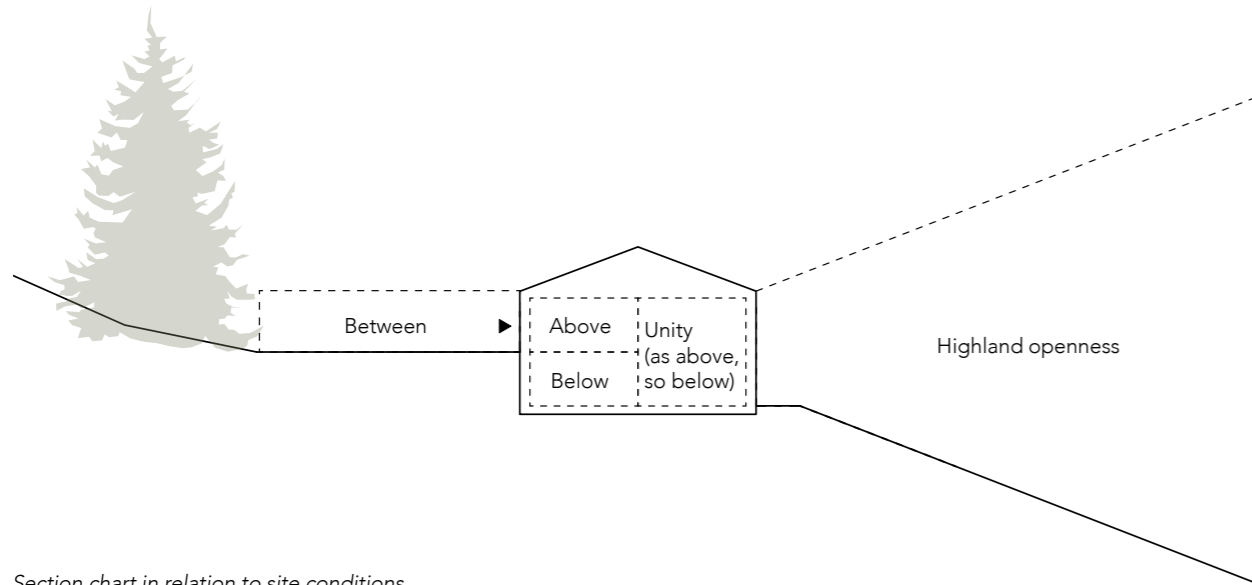 Between
Above
Below
Unity
(as above,
so below)
Highland openness
Section chart in relation to site conditions